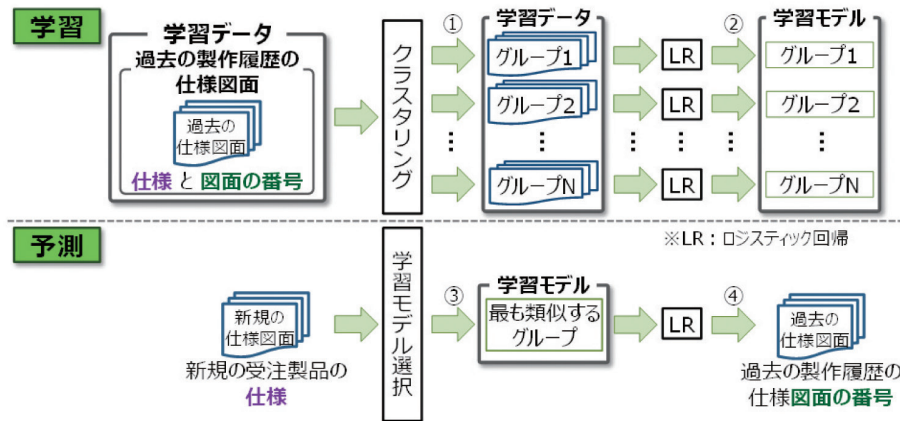 学習
学習データ
過去の製作履歴の
仕様図面
過去の
仕様図面
仕様 と 図面の番号
クラスタリング
①
学習データ
グループ1
グループ2
⋮
グループN
LR
LR
⋮
LR
②
学習モデル
グループ1
グループ2
⋮
グループN
※LR:ロジスティック回帰
予測
新規の
仕様図面
新規の受注製品の
仕様
学習モデル選択
③
学習モデル
最も類似する
グループ
LR
④
過去の
仕様図面
過去の製作履歴の
仕様図面の番号